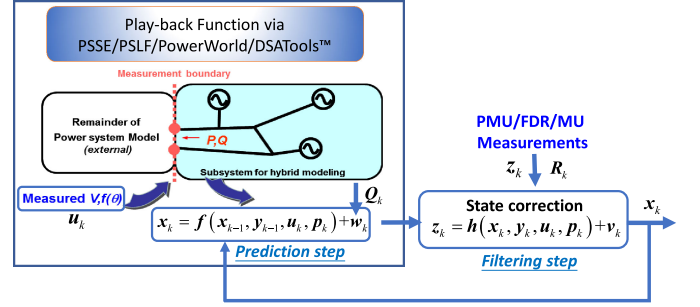 Play-back Function via
PSSE/PSLF/PowerWorld/DSATools™
Measurement boundary
Remainder of
Power system Model
(external)
P,Q
Subsystem for hybrid modeling
PMU/FDR/MU
Measurements
z_k R_k
Measured V,f(θ)
u_k
Q_k
x_k = f(x_{k-1}, y_{k-1}, u_k, p_k)+w_k
Prediction step
State correction
z_k = h(x_k, y_k, u_k, p_k)+v_k
Filtering step
x_k